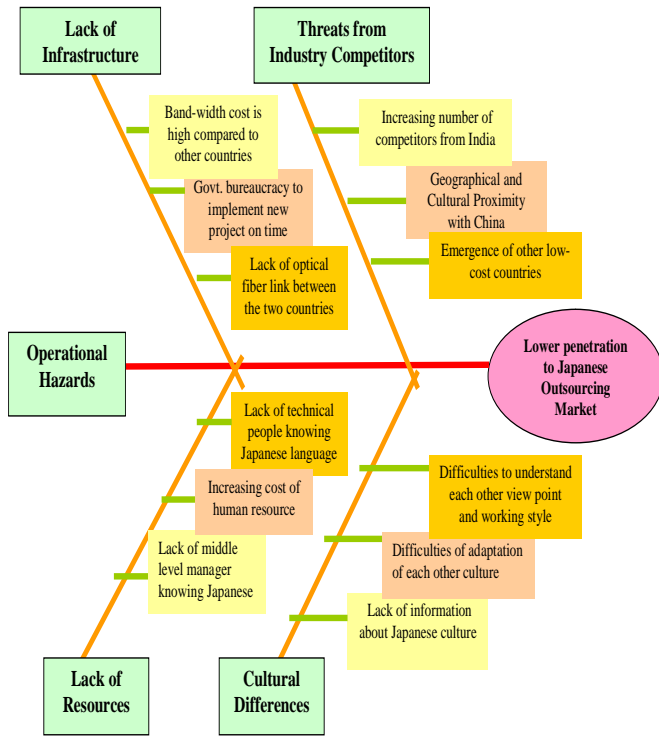 Lack of
Infrastructure
Threats from
Industry Competitors
Band-width cost is
high compared to
other countries
Govt. bureaucracy to
implement new
project on time
Lack of optical
fiber link between
the two countries
Increasing number of
competitors from India
Geographical and
Cultural Proximity
with China
Emergence of other low-
cost countries
Operational
Hazards
Lower penetration
to Japanese
Outsourcing
Market
Lack of technical
people knowing
Japanese language
Increasing cost of
human resource
Lack of middle
level manager
knowing Japanese
Difficulties to understand
each other view point
and working style
Difficulties of adaptation
of each other culture
Lack of information
about Japanese culture
Lack of
Resources
Cultural
Differences